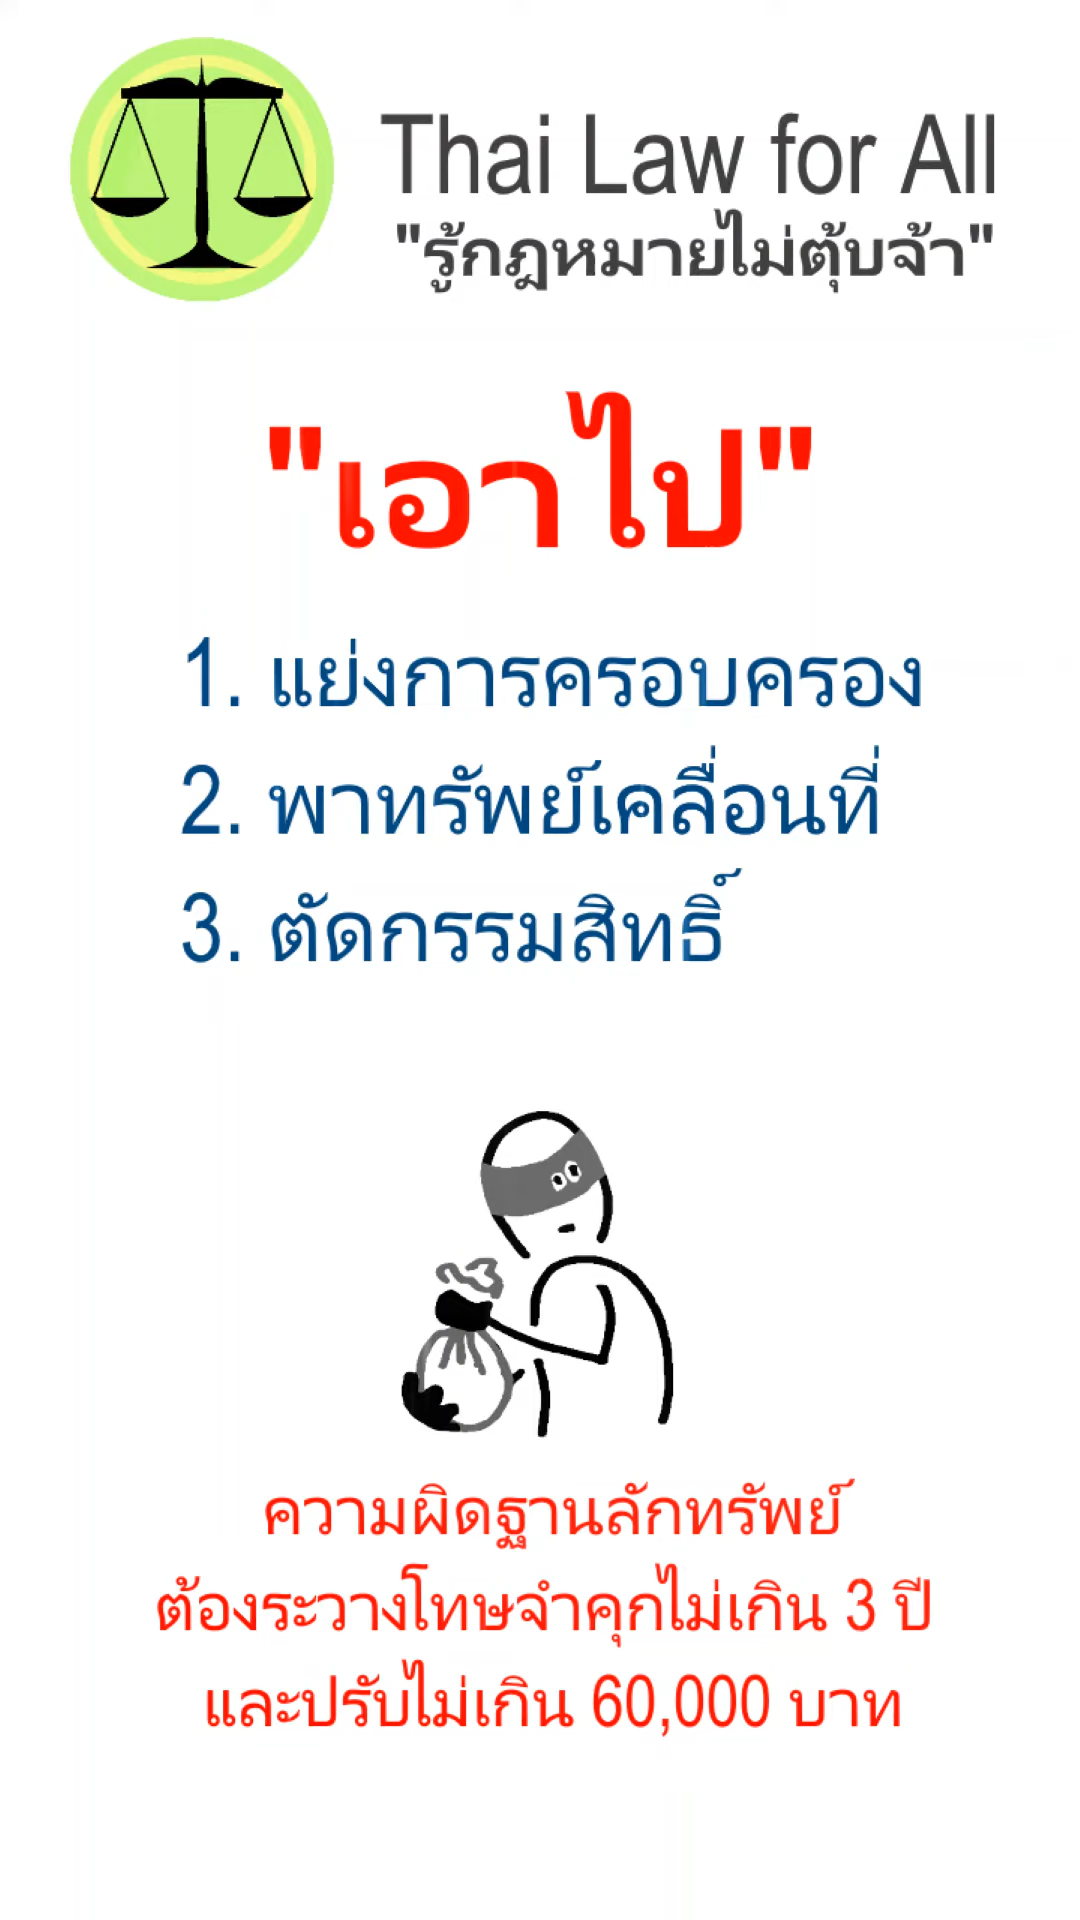 Thai Law for All
"รู้กฎหมายไม่ตุ้บจ้า"
"เอาไป"
1. แย่งการครอบครอง
2. พาทรัพย์เคลื่อนที่
3. ตัดกรรมสิทธิ์
ความผิดฐานลักทรัพย์
ต้องระวางโทษจำคุกไม่เกิน 3 ปี
และปรับไม่เกิน 60,000 บาท